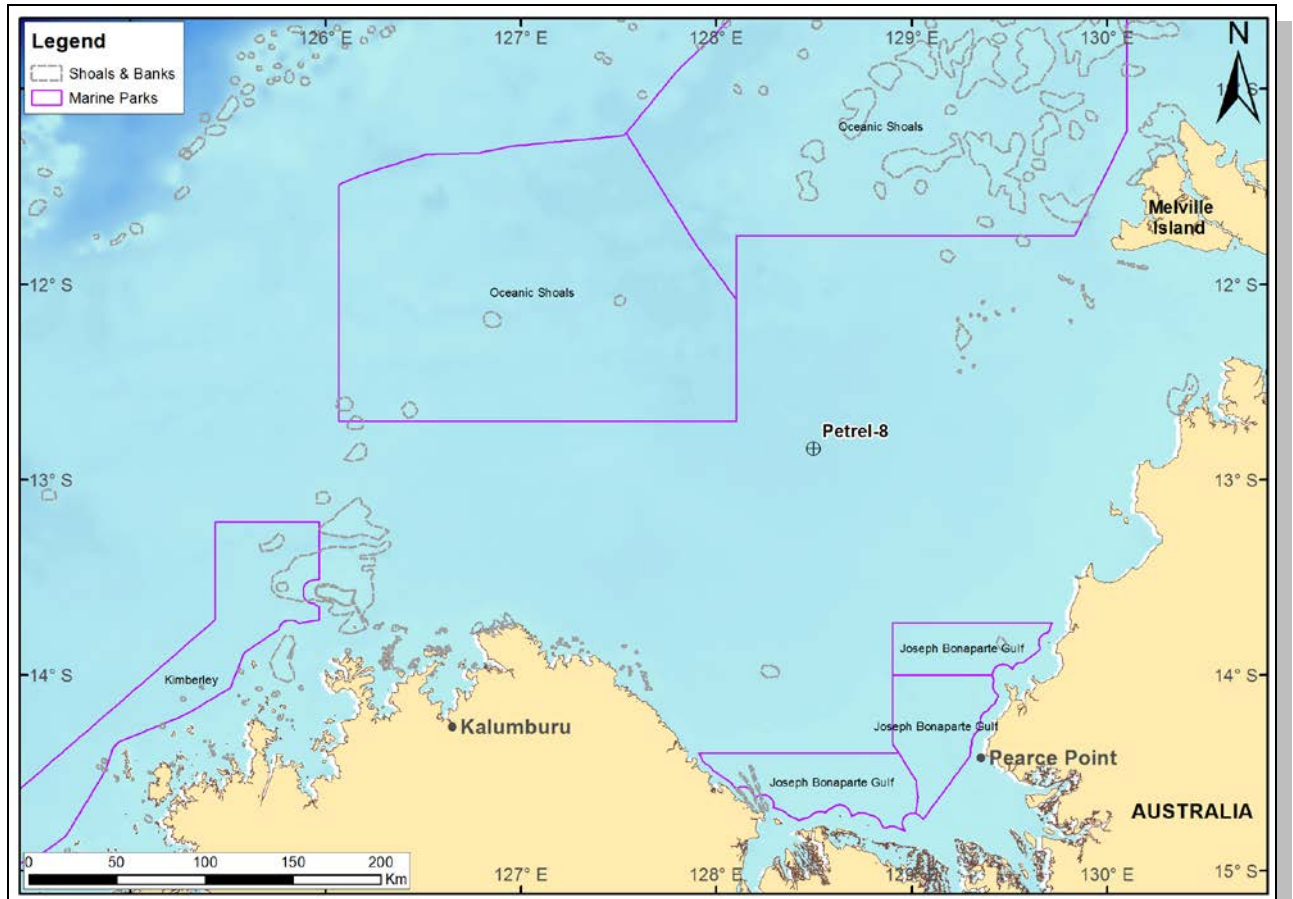 Legend
Shoals & Banks
Marine Parks
126° E
127° E
128° E
129° E
130° E
N
Oceanic Shoals
Melville
Island
12° S
12° S
Oceanic Shoals
Petrel-8
13° S
13° S
Joseph Bonaparte Gulf
14° S
14° S
Kimberley
Kalumburu
Joseph Bonaparte Gulf
Pearce Point
Joseph Bonaparte Gulf
AUSTRALIA
0 50 100 150 200
Km
127° E
128° E
129° E
130° E
15° S